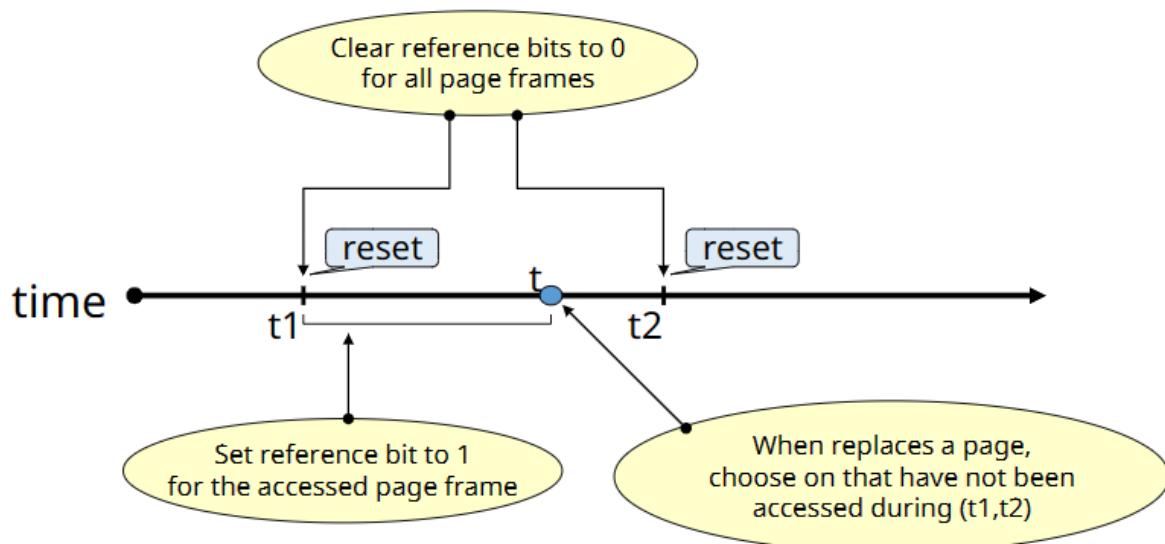 Clear reference bits to 0
for all page frames
reset
reset
time
t
t1
t2
Set reference bit to 1
for the accessed page frame
When replaces a page,
choose on that have not been
accessed during (t1,t2)